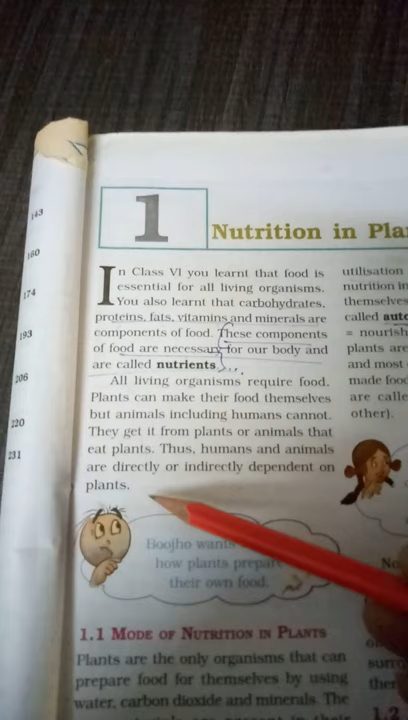 143
160
174
193
206
220
231
1
Nutrition in
In Class VI you learnt that food is
essential for all living organisms.
You also learnt that carbohydrates,
proteins, fats, vitamins and minerals are
components of food. These components
of food are necessary for our body and
are called nutrients.
All living organisms require food.
Plants can make their food themselves
but animals including humans cannot.
They get it from plants or animals that
eat plants. Thus, humans and animals
are directly or indirectly dependent on
plants.
Boojho wants
how plants prepare
their own food.
1.1 MODE OF NUTRITION IN PLANTS
Plants are the only organisms that can
prepare food for themselves by using
water, carbon dioxide and minerals. The
utilisation
nutrition in
themselves
called
= nourish
plants are
and most
made food
are
other).
1.2